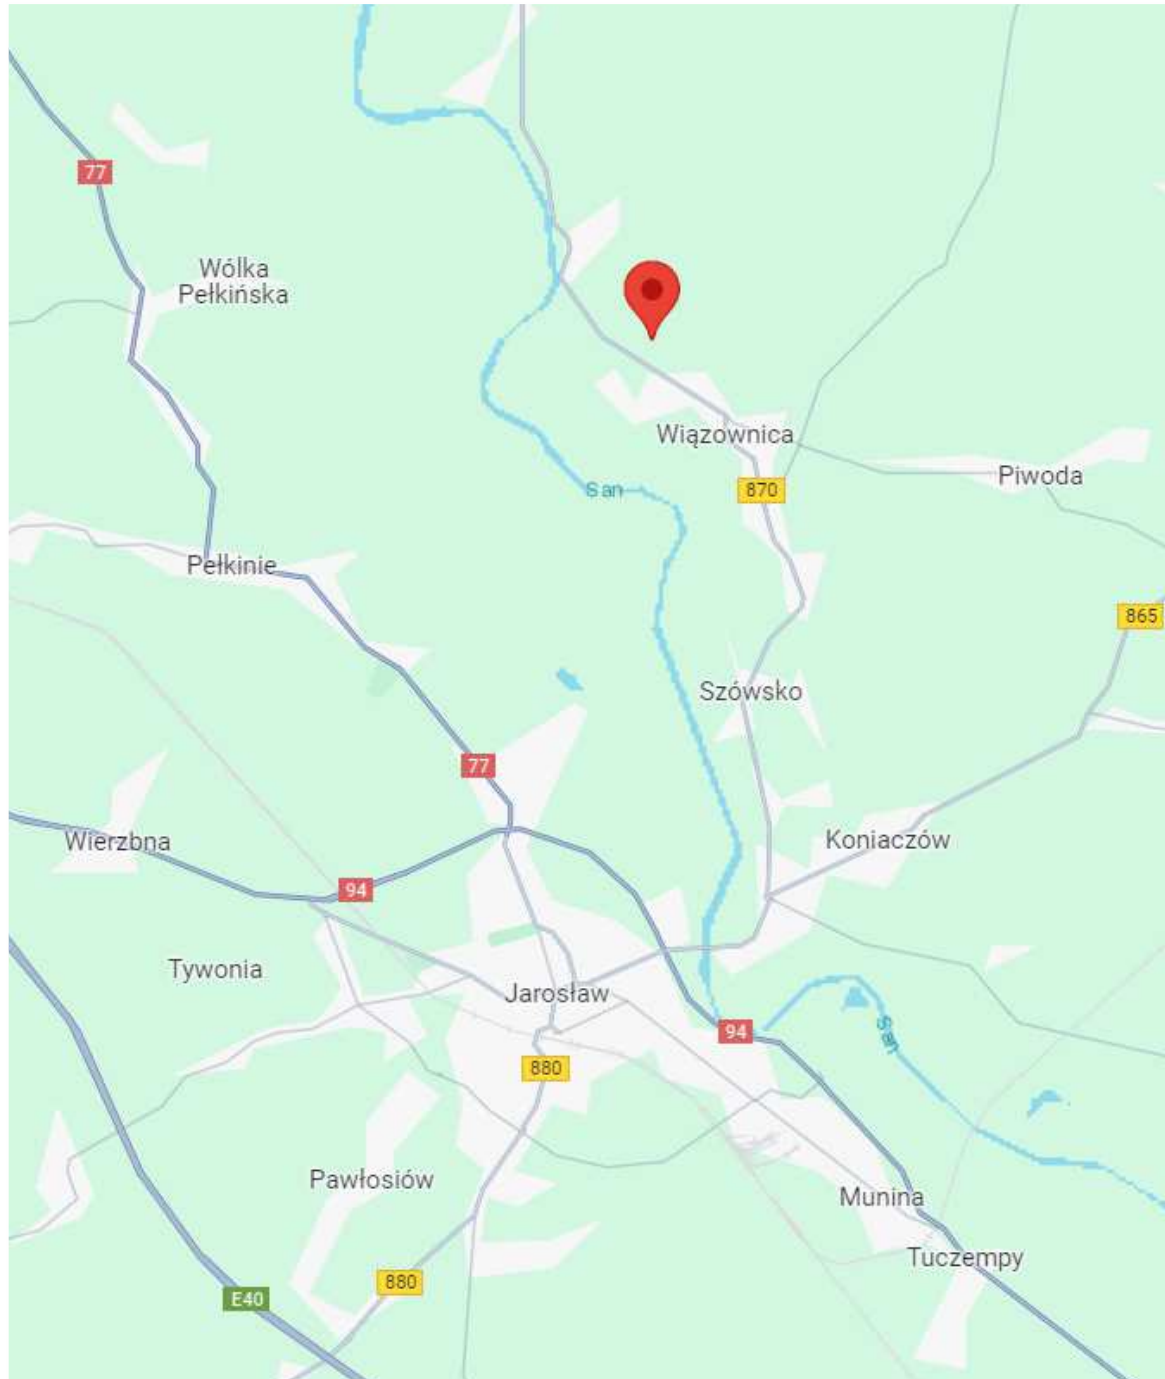 77
Wólka
Pełkińska
Wiązownica
Piwoda
San
870
Pełkinie
865
Szówsko
77
Wierzbna
Koniaczów
94
Tywonia
Jarosław
94
San
880
Pawłosiów
Munina
Tuczempy
880
E40